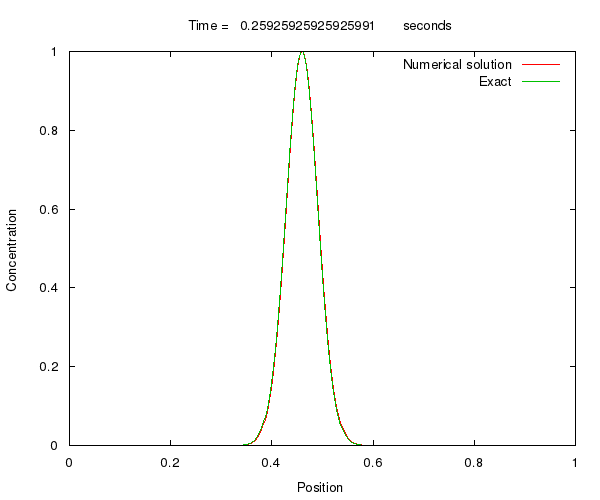 Time = 0.25925925925925991 seconds
Numerical solution
Exact
1
0.8
0.6
0.4
0.2
0
Concentration
0 0.2 0.4 0.6 0.8 1
Position